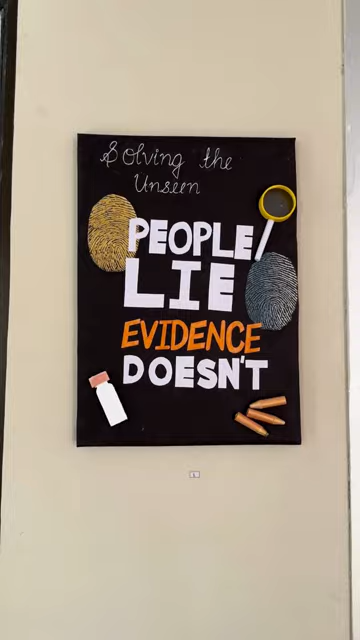 Solving the
Unseen
PEOPLE
LIE
EVIDENCE
DOESN'T